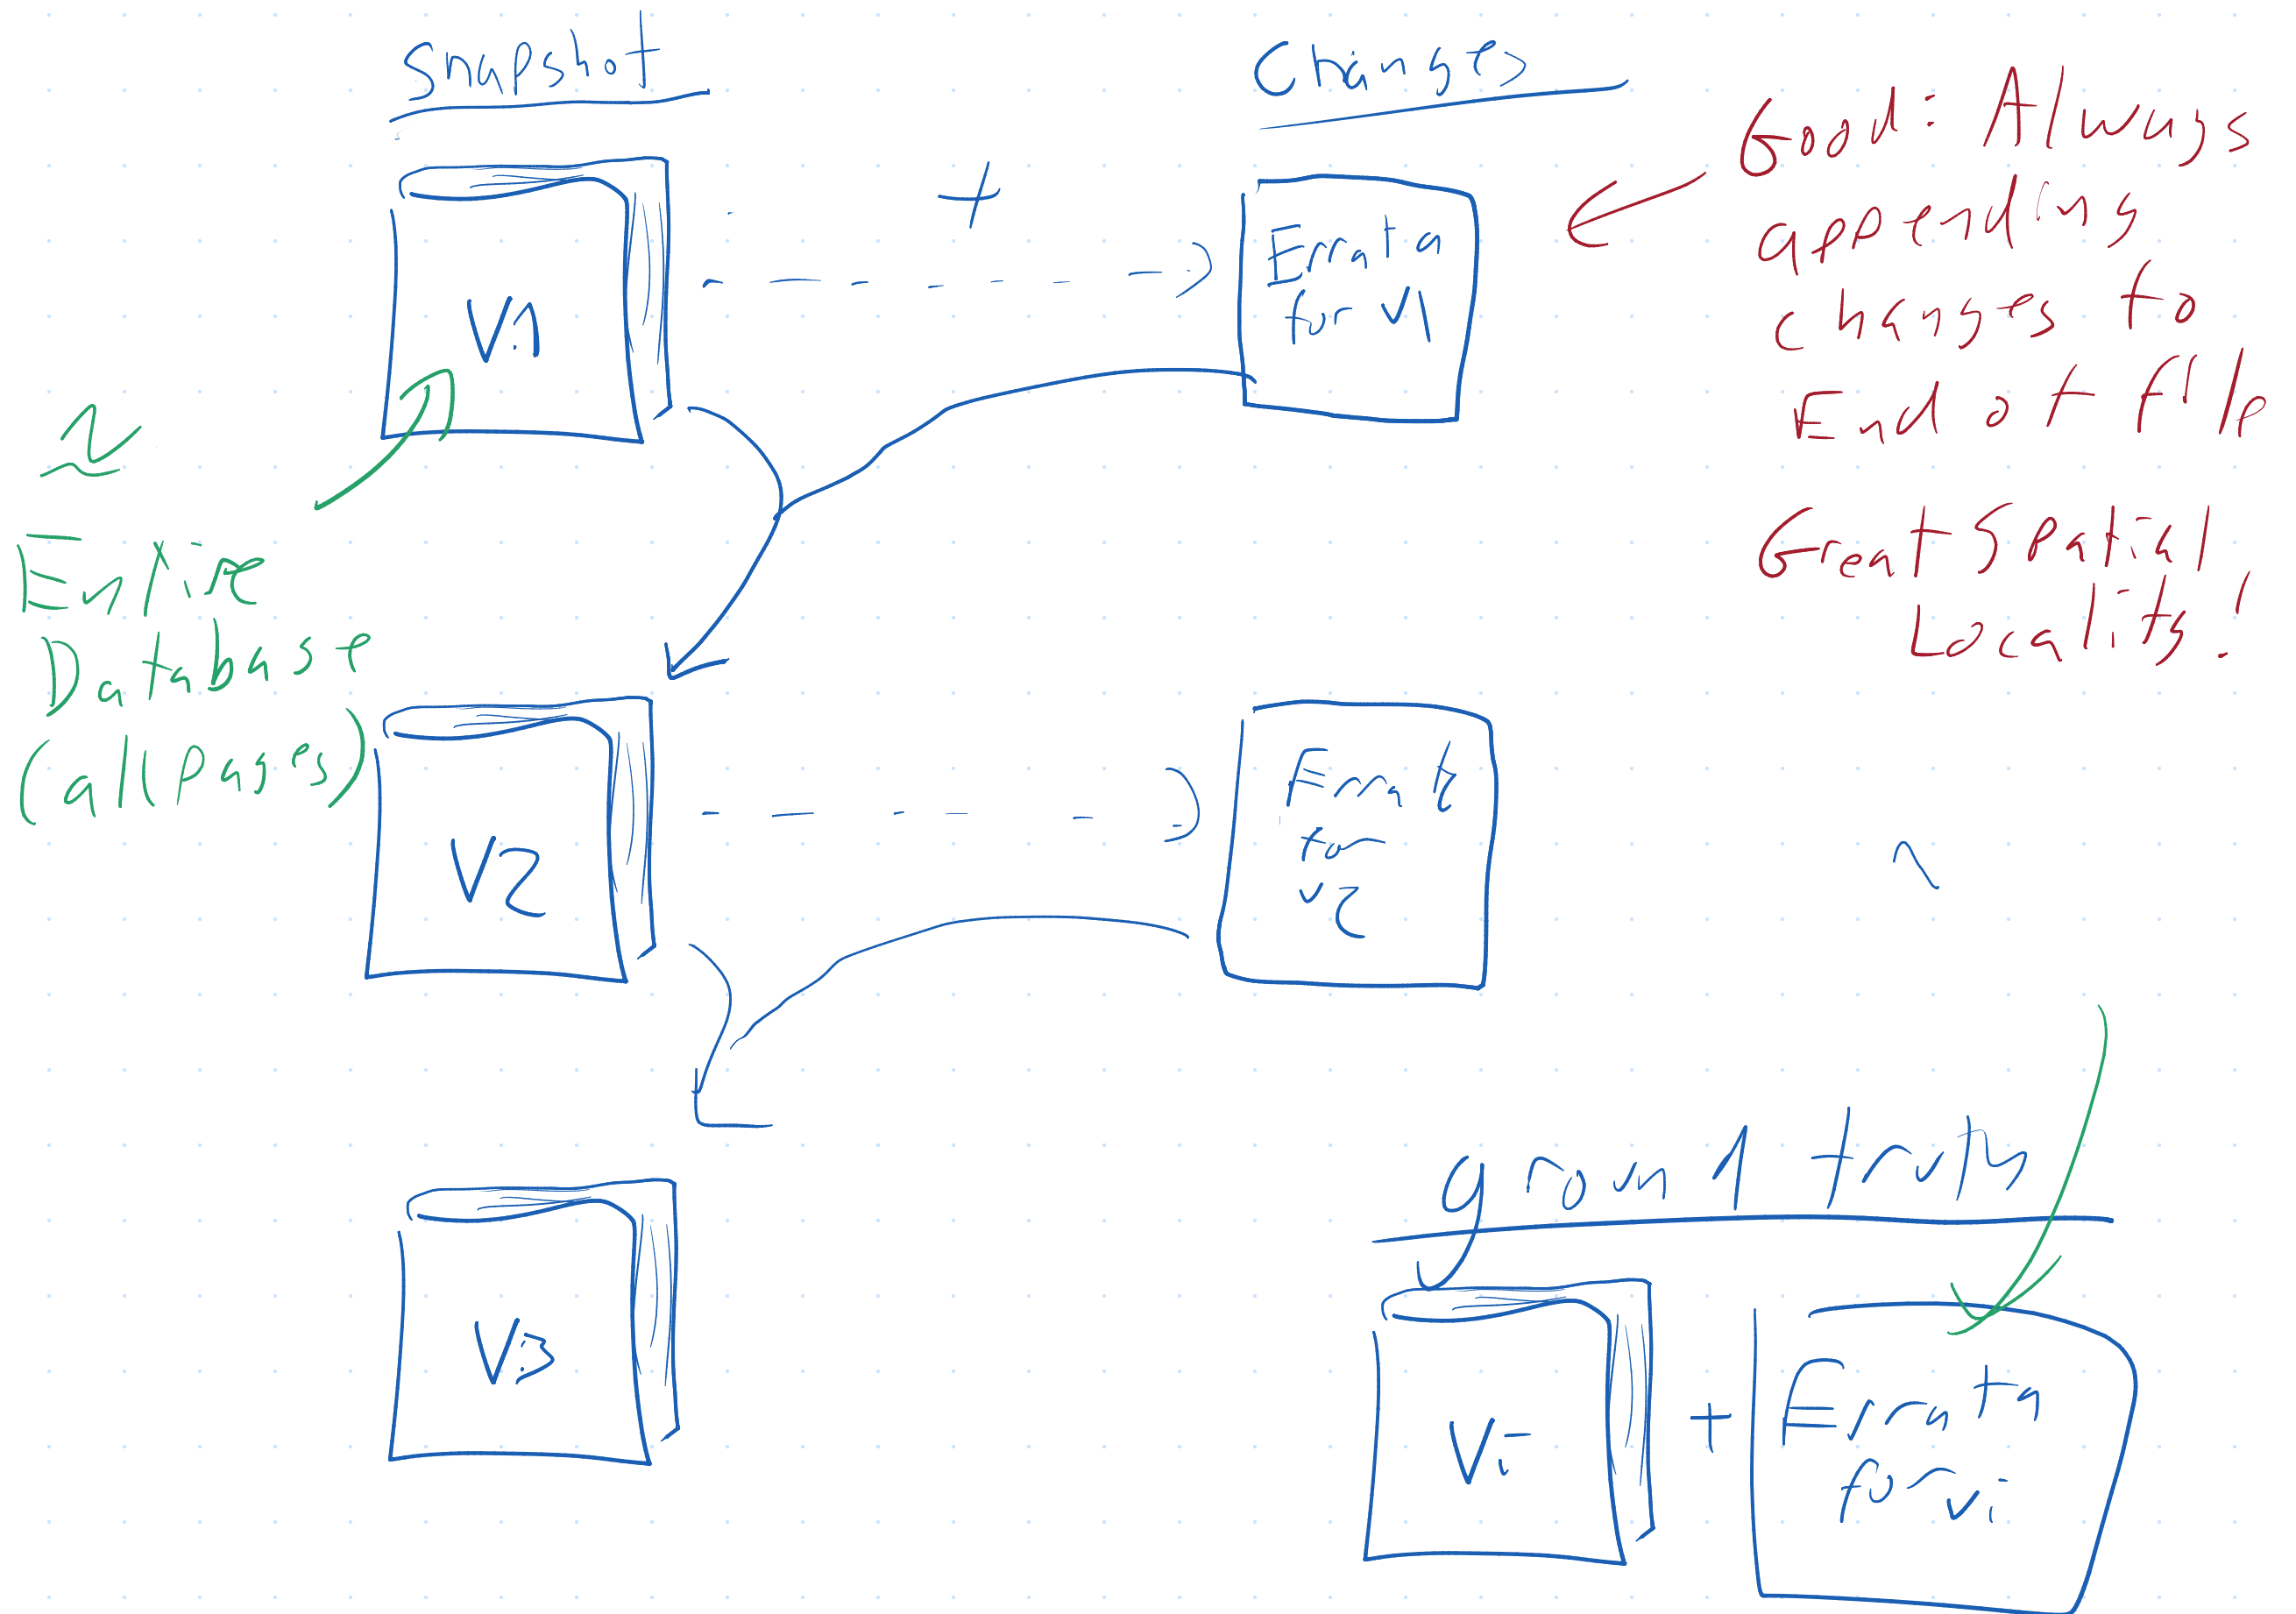 Snapshot
Changes
V1
+
Errata
for v1
Good: Always
appending
changes to
End of file
Great Spatial
Locality!
≈
Entire
Database
(all pages)
V2
Errata
for
v2
V3
ground truth
Vi
+
Errata
for vi